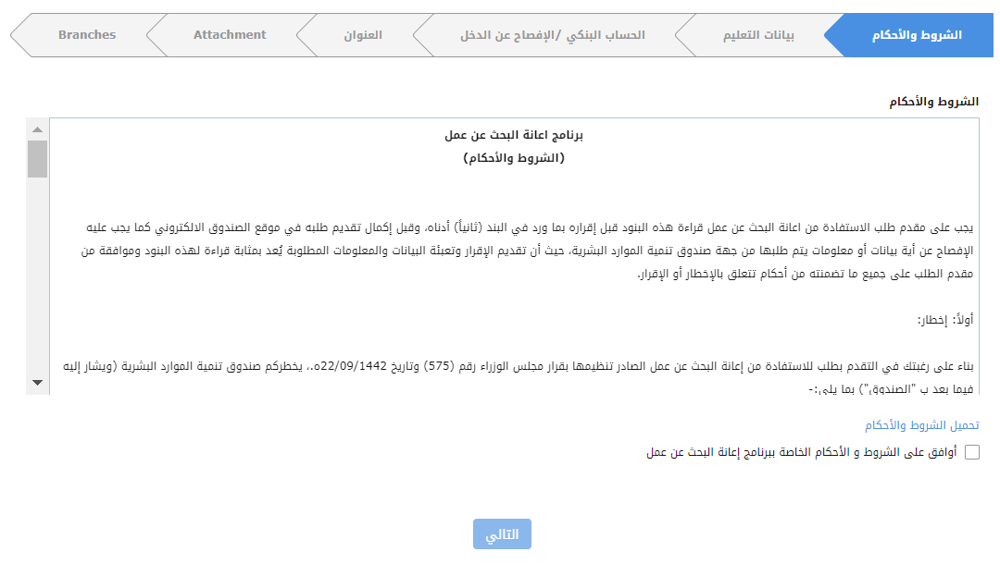 الشروط والأحكام
بيانات التعليم
الحساب البنكي /الإفصاح عن الدخل
العنوان
Attachment
Branches
الشروط والأحكام
برنامج اعانة البحث عن عمل
(الشروط والأحكام)
يجب على مقدم طلب الاستفادة من اعانة البحث عن عمل قراءة هذه البنود قبل إقراره بما ورد في البند (ثانياً) أدناه، وقبل إكمال تقديم طلبه في موقع الصندوق الالكتروني كما يجب عليه
الإفصاح عن أية بيانات أو معلومات يتم طلبها من جهة صندوق تنمية الموارد البشرية، حيث أن تقديم الإقرار وتعبئة البيانات والمعلومات المطلوبة يُعد بمثابة قراءة لهذه البنود وموافقة من
مقدم الطلب على جميع ما تضمنته من أحكام تتعلق بالإخطار أو الإقرار.
أولاً: إخطار:
بناء على رغبتك في التقدم بطلب للاستفادة من إعانة البحث عن عمل الصادر تنظيمها بقرار مجلس الوزراء رقم (575) وتاريخ 22/09/1442ه.، يخطركم صندوق تنمية الموارد البشرية (ويشار إليه
فيما بعد ب "الصندوق") بما يلي:-
تحميل الشروط والأحكام
أوافق على الشروط و الأحكام الخاصة ببرنامج إعانة البحث عن عمل
التالي